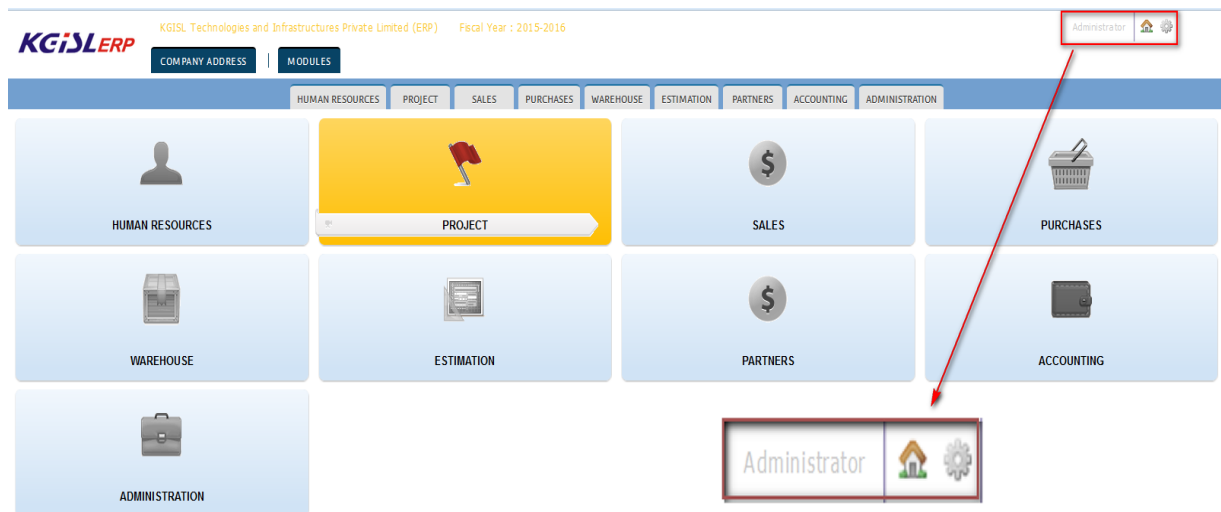 KGISL Technologies and Infrastructures Private Limited (ERP) Fiscal Year : 2015-2016
Administrator
KGiSL ERP
COMPANY ADDRESS | MODULES
HUMAN RESOURCES PROJECT SALES PURCHASES WAREHOUSE ESTIMATION PARTNERS ACCOUNTING ADMINISTRATION
$
HUMAN RESOURCES PROJECT SALES PURCHASES
$
WAREHOUSE ESTIMATION PARTNERS ACCOUNTING
Administrator
ADMINISTRATION